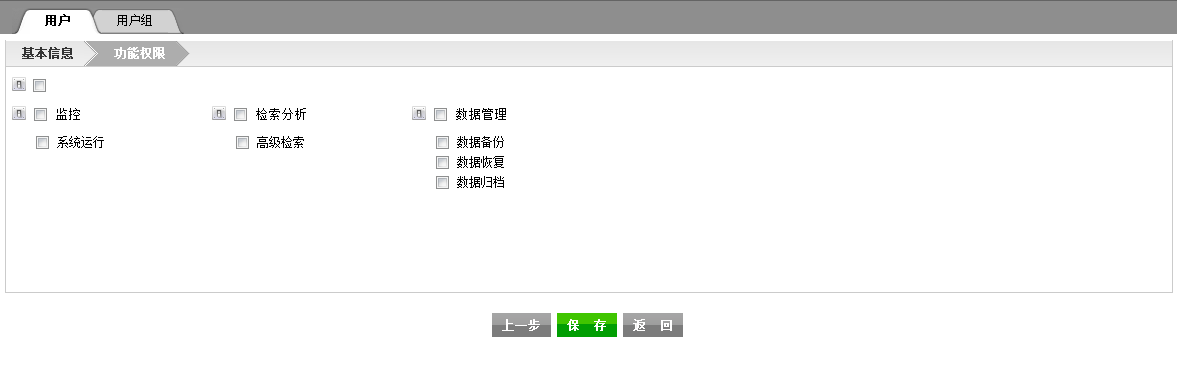 用户 用户组
基本信息 功能权限
监控 检索分析 数据管理
系统运行 高级检索 数据备份
数据恢复
数据归档
上一步 保 存 返 回